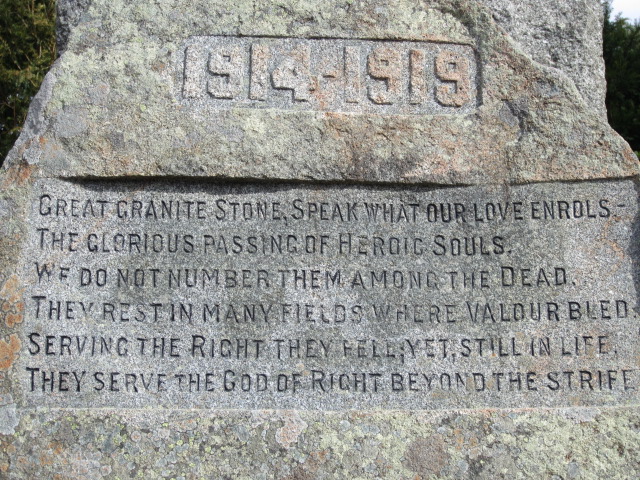 1914-1919
GREAT GRANITE STONE, SPEAK WHAT OUR LOVE ENROLS.-
THE GLORIOUS PASSING OF HEROIC SOULS.
WE DO NOT NUMBER THEM AMONG THE DEAD.
THEY REST IN MANY FIELDS WHERE VALOUR BLED:
SERVING THE RIGHT THEY FELL; YET, STILL IN LIFE,
THEY SERVE THE GOD OF RIGHT BEYOND THE STRIFE